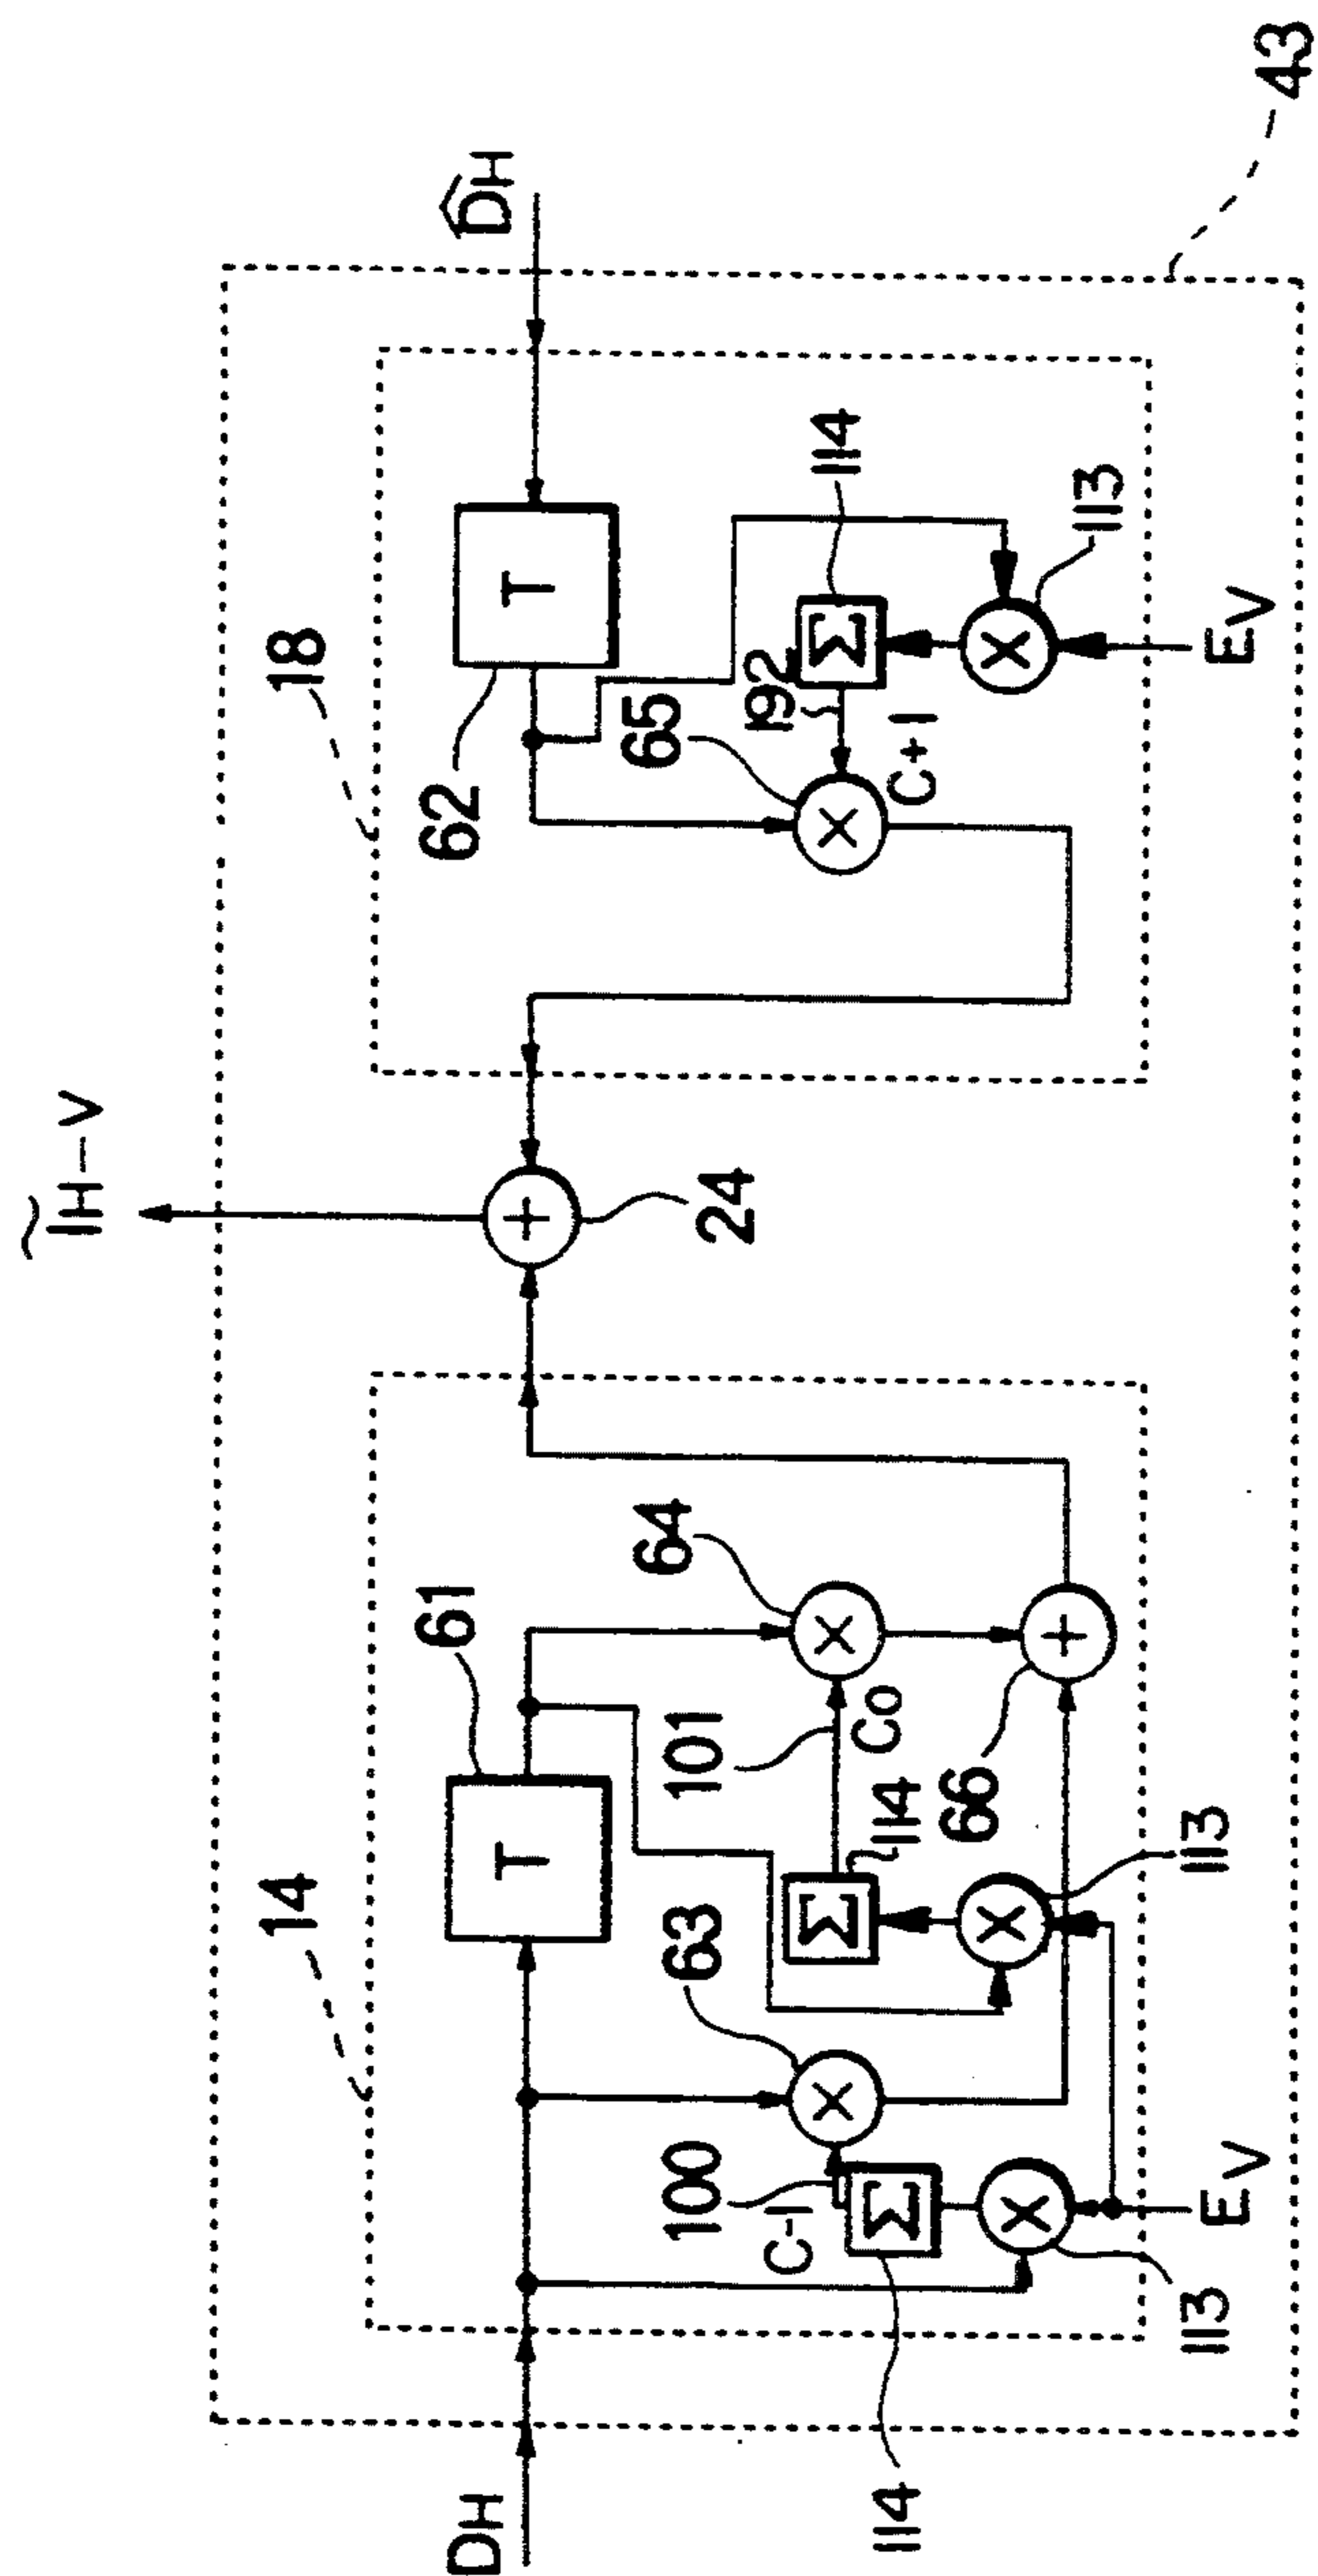 43
ĨH-V
D̂H
18
62
T
65
192
114
×
Σ
C+1
×
113
EV
+
24
14
61
T
64
×
101
C0
63
114
Σ
66
+
×
113
×
100
C-1
Σ
114
×
113
EV
DH